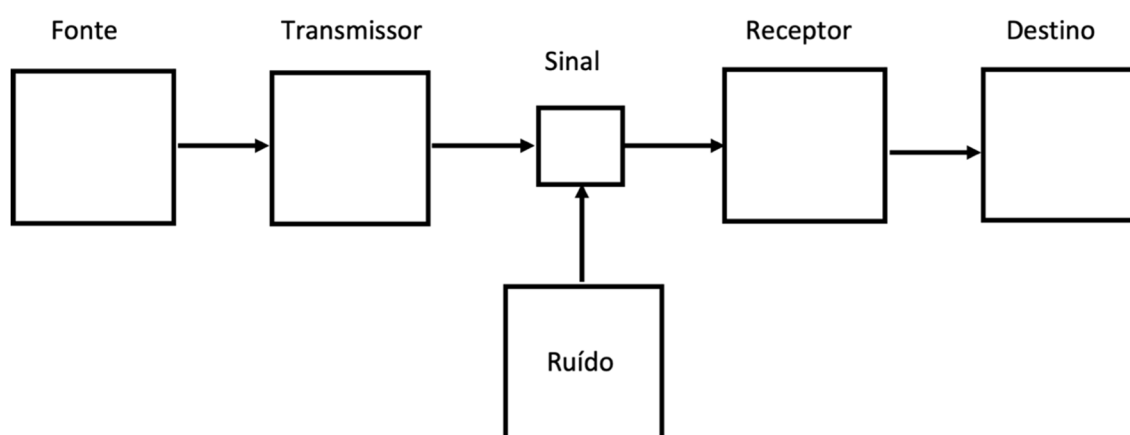 Fonte
Transmissor
Sinal
Receptor
Destino
Ruído